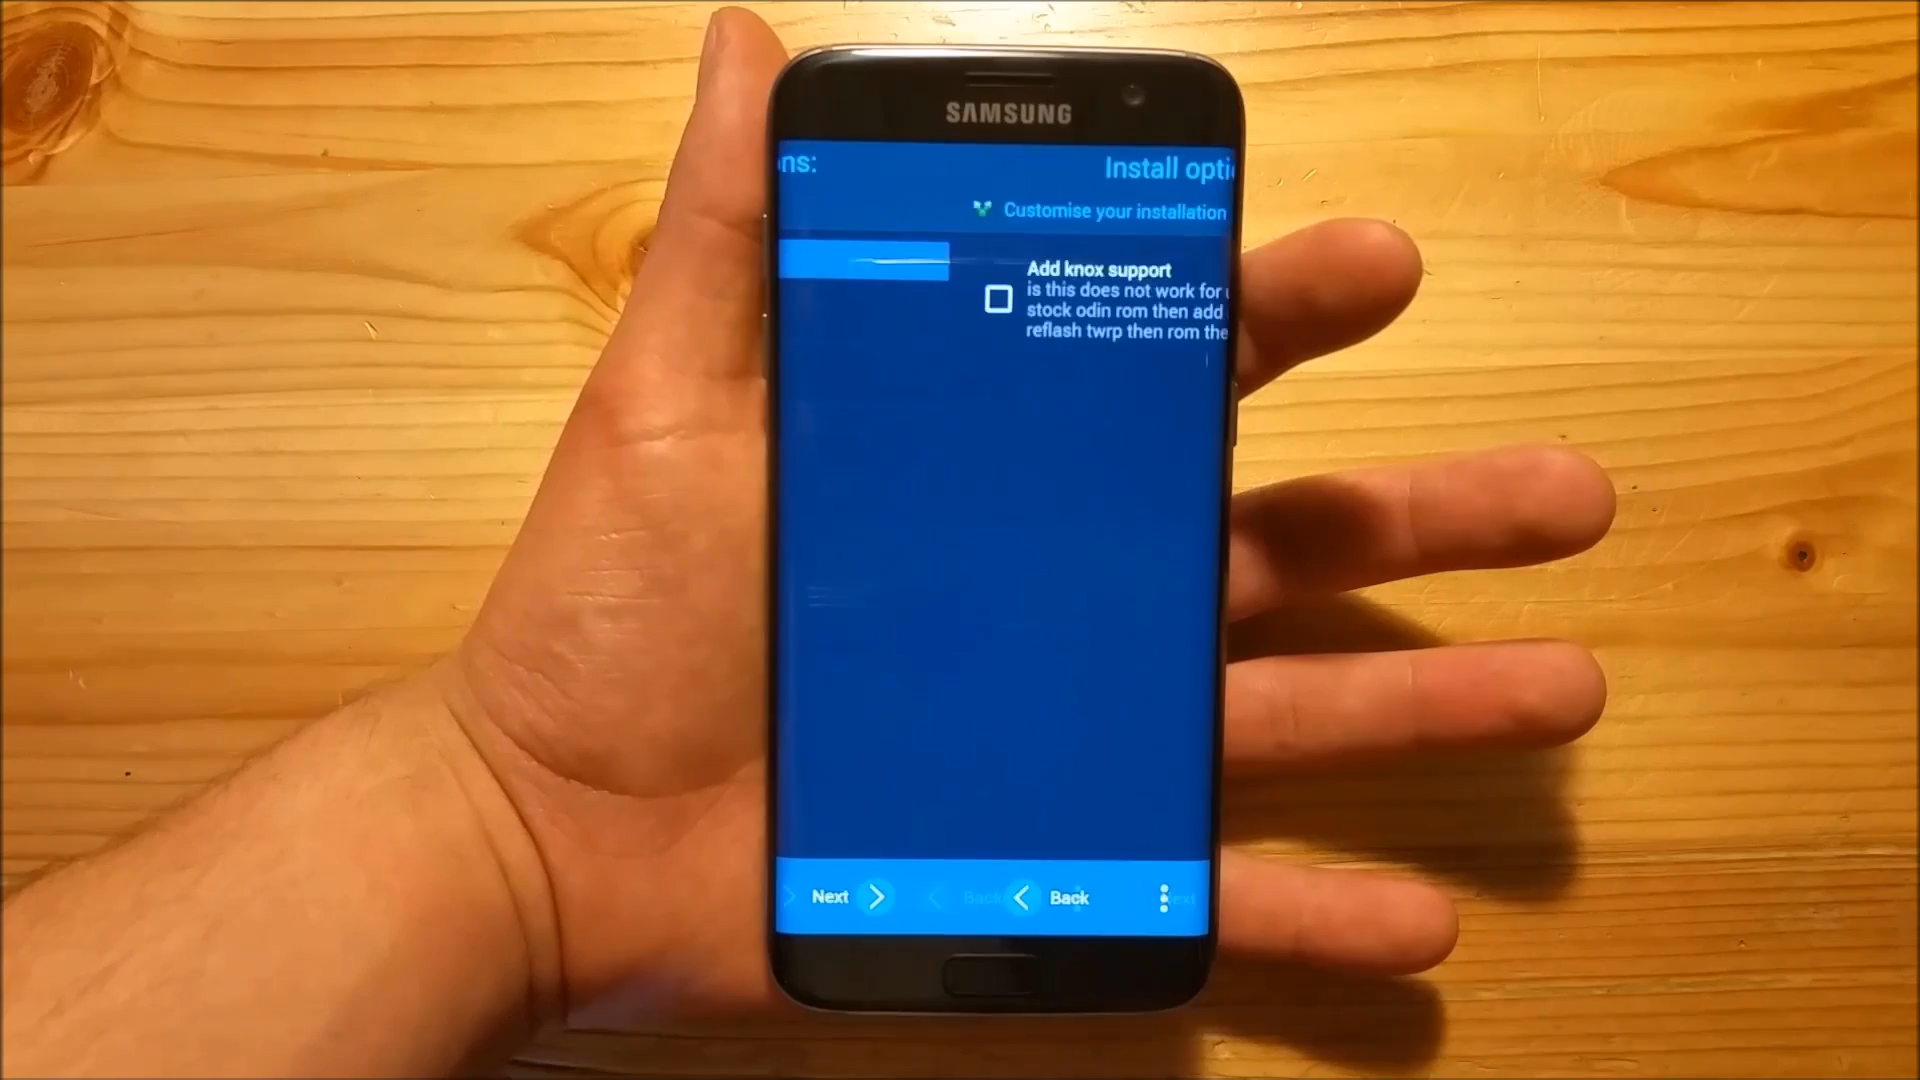 SAMSUNG
ns:
Install opti
Customise your installation
Add knox support
is this does not work for
stock odin rom then add
reflash twrp then rom the
Next
Back
Back
ext